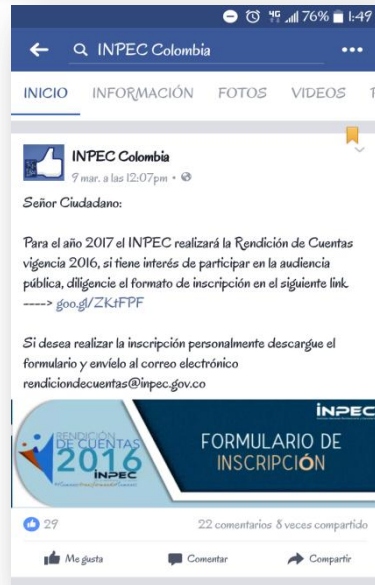 76% 1:49
INPEC Colombia
INICIO INFORMACIÓN FOTOS VIDEOS
INPEC Colombia
9 mar. a las 12:07pm •
Señor Ciudadano:
Para el año 2017 el INPEC realizará la Rendición de Cuentas
vigencia 2016, si tiene interés de participar en la audiencia
pública, diligencie el formato de inscripción en el siguiente link
----> goo.gl/ZKtFPF
Si desea realizar la inscripción personalmente descargue el
formulario y envíelo al correo electrónico
rendiciondecuentas@inpec.gov.co
INPEC
RENDICIÓN
DE CUENTAS
2016
INPEC
FORMULARIO DE
INSCRIPCIÓN
29
22 comentarios 8 veces compartido
Me gusta Comentar Compartir